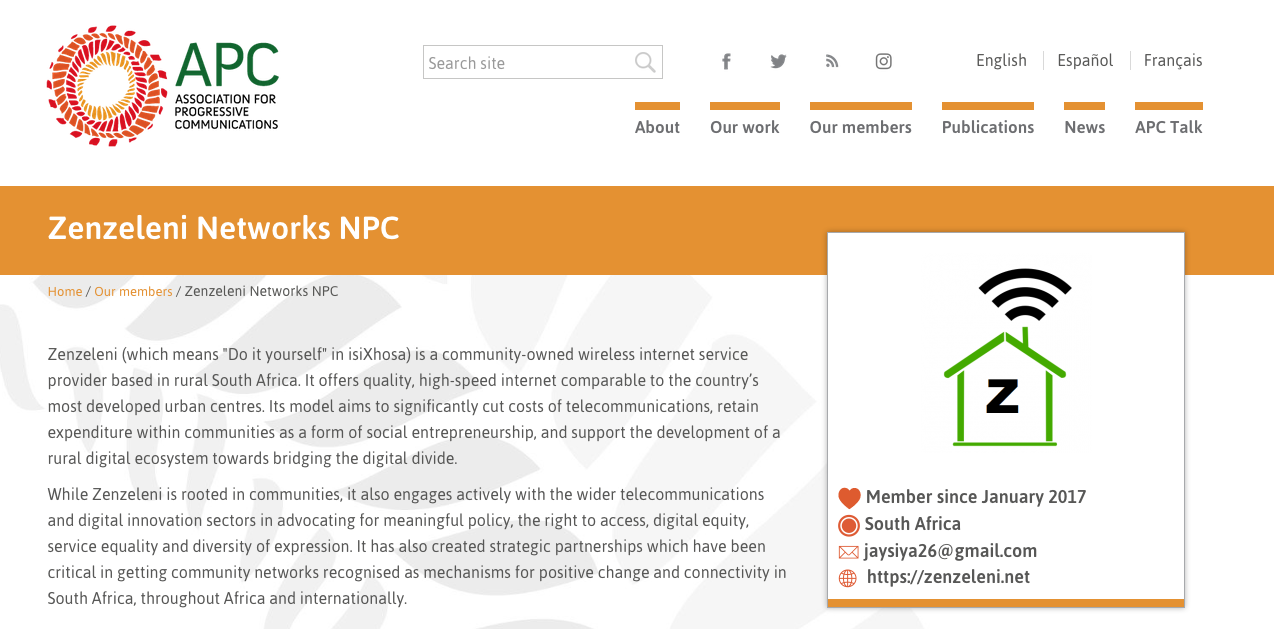 APC
ASSOCIATION FOR
PROGRESSIVE
COMMUNICATIONS
Search site
English
Español
Français
About
Our work
Our members
Publications
News
APC Talk
Zenzeleni Networks NPC
Home / Our members / Zenzeleni Networks NPC
Zenzeleni (which means "Do it yourself" in isiXhosa) is a community-owned wireless internet service
provider based in rural South Africa. It offers quality, high-speed internet comparable to the country’s
most developed urban centres. Its model aims to significantly cut costs of telecommunications, retain
expenditure within communities as a form of social entrepreneurship, and support the development of a
rural digital ecosystem towards bridging the digital divide.
While Zenzeleni is rooted in communities, it also engages actively with the wider telecommunications
and digital innovation sectors in advocating for meaningful policy, the right to access, digital equity,
service equality and diversity of expression. It has also created strategic partnerships which have been
critical in getting community networks recognised as mechanisms for positive change and connectivity in
South Africa, throughout Africa and internationally.
z
Member since January 2017
South Africa
jaysiya26@gmail.com
https://zenzeleni.net